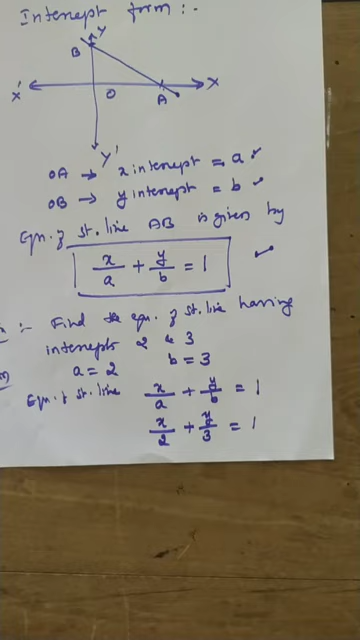 Intercept form :-
Y
B
X'
O
A
X
Y'
OA → x intercept = a ✓
OB → y intercept = b ✓
Eqn. of st. line AB is given by
x/a + y/b = 1 ✓
:- Find the eqn. of st. line having
intercepts 2 & 3
a = 2 b = 3
Eqn. of st. line x/a + y/b = 1
x/2 + y/3 = 1